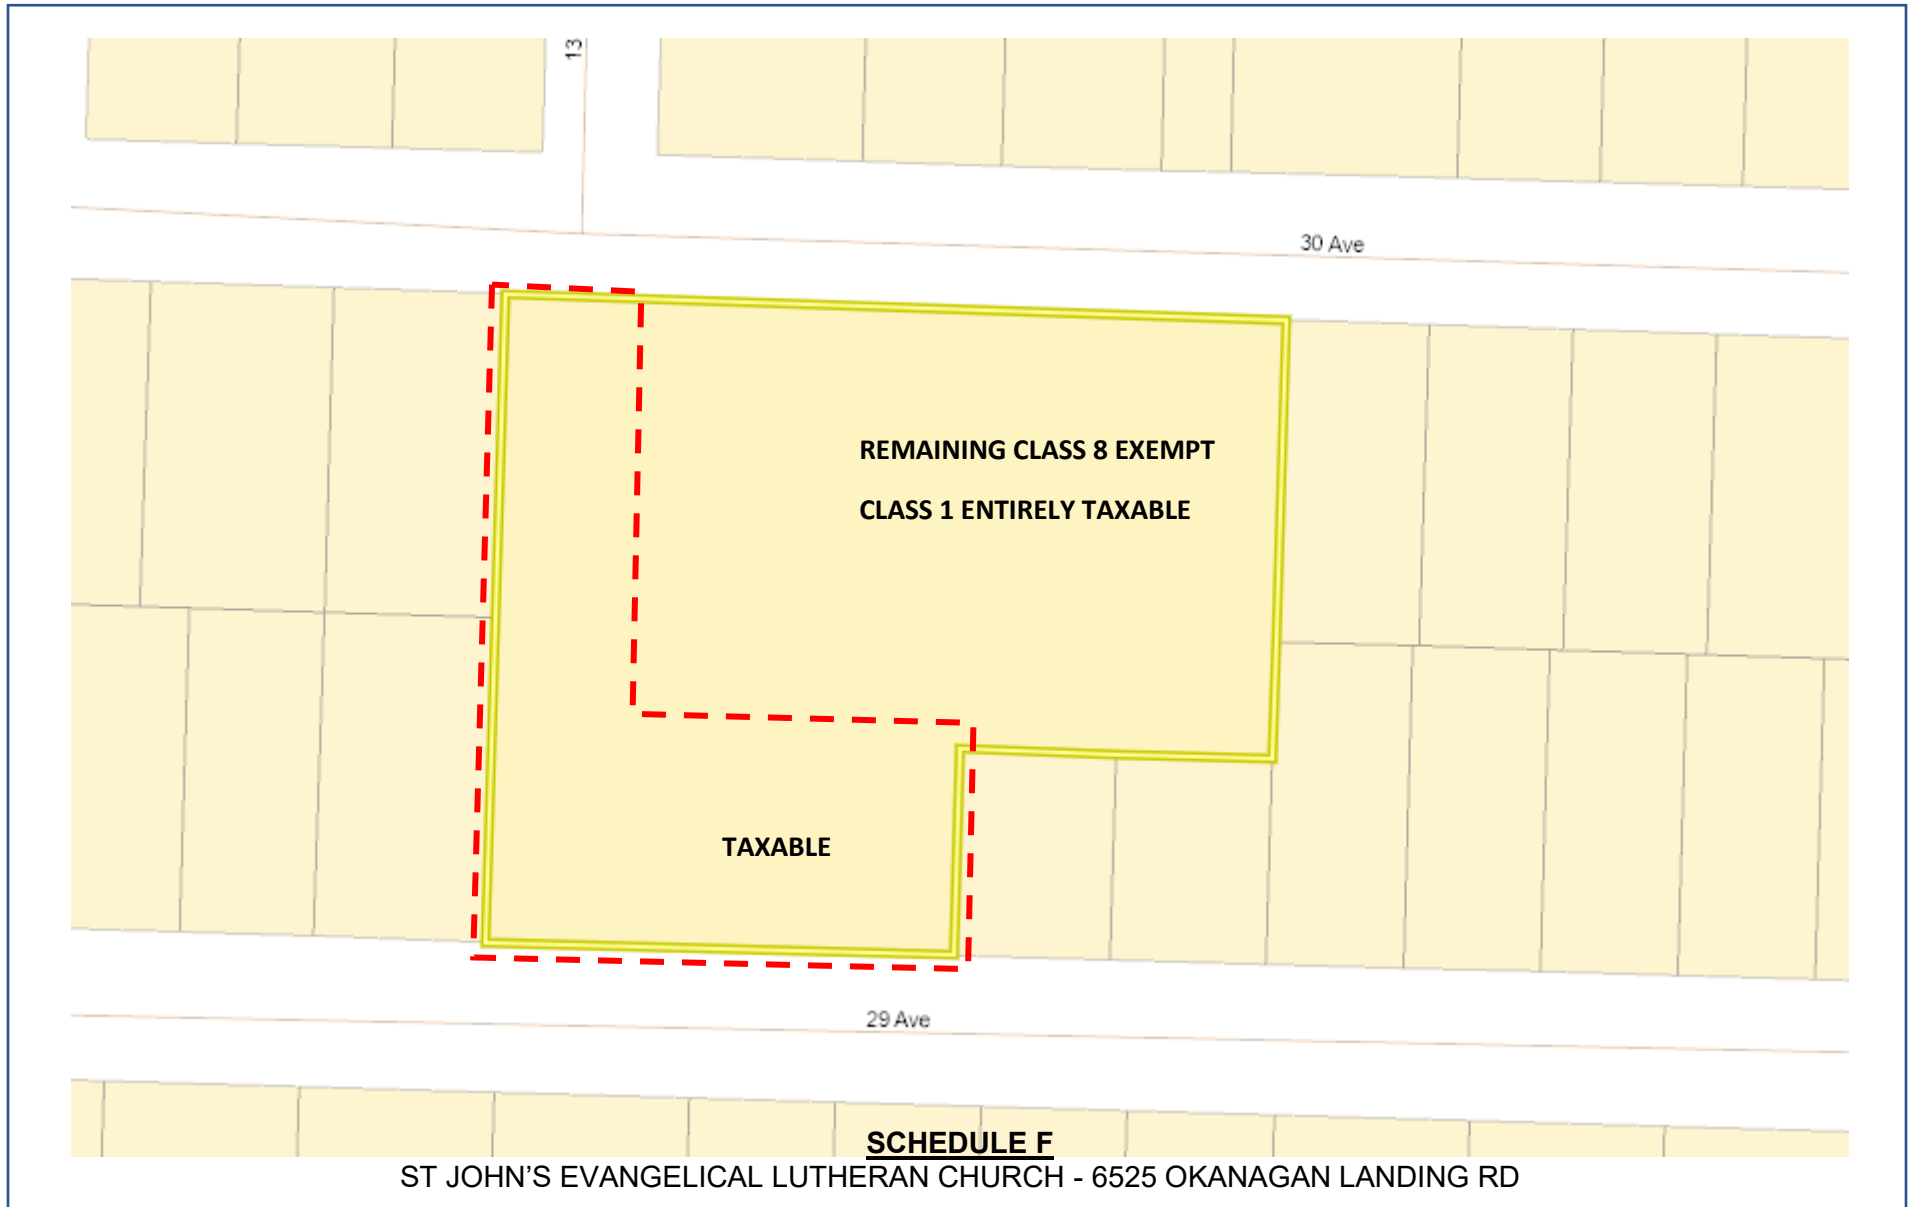 13
30 Ave
REMAINING CLASS 8 EXEMPT
CLASS 1 ENTIRELY TAXABLE
TAXABLE
29 Ave
SCHEDULE F
ST JOHN'S EVANGELICAL LUTHERAN CHURCH - 6525 OKANAGAN LANDING RD